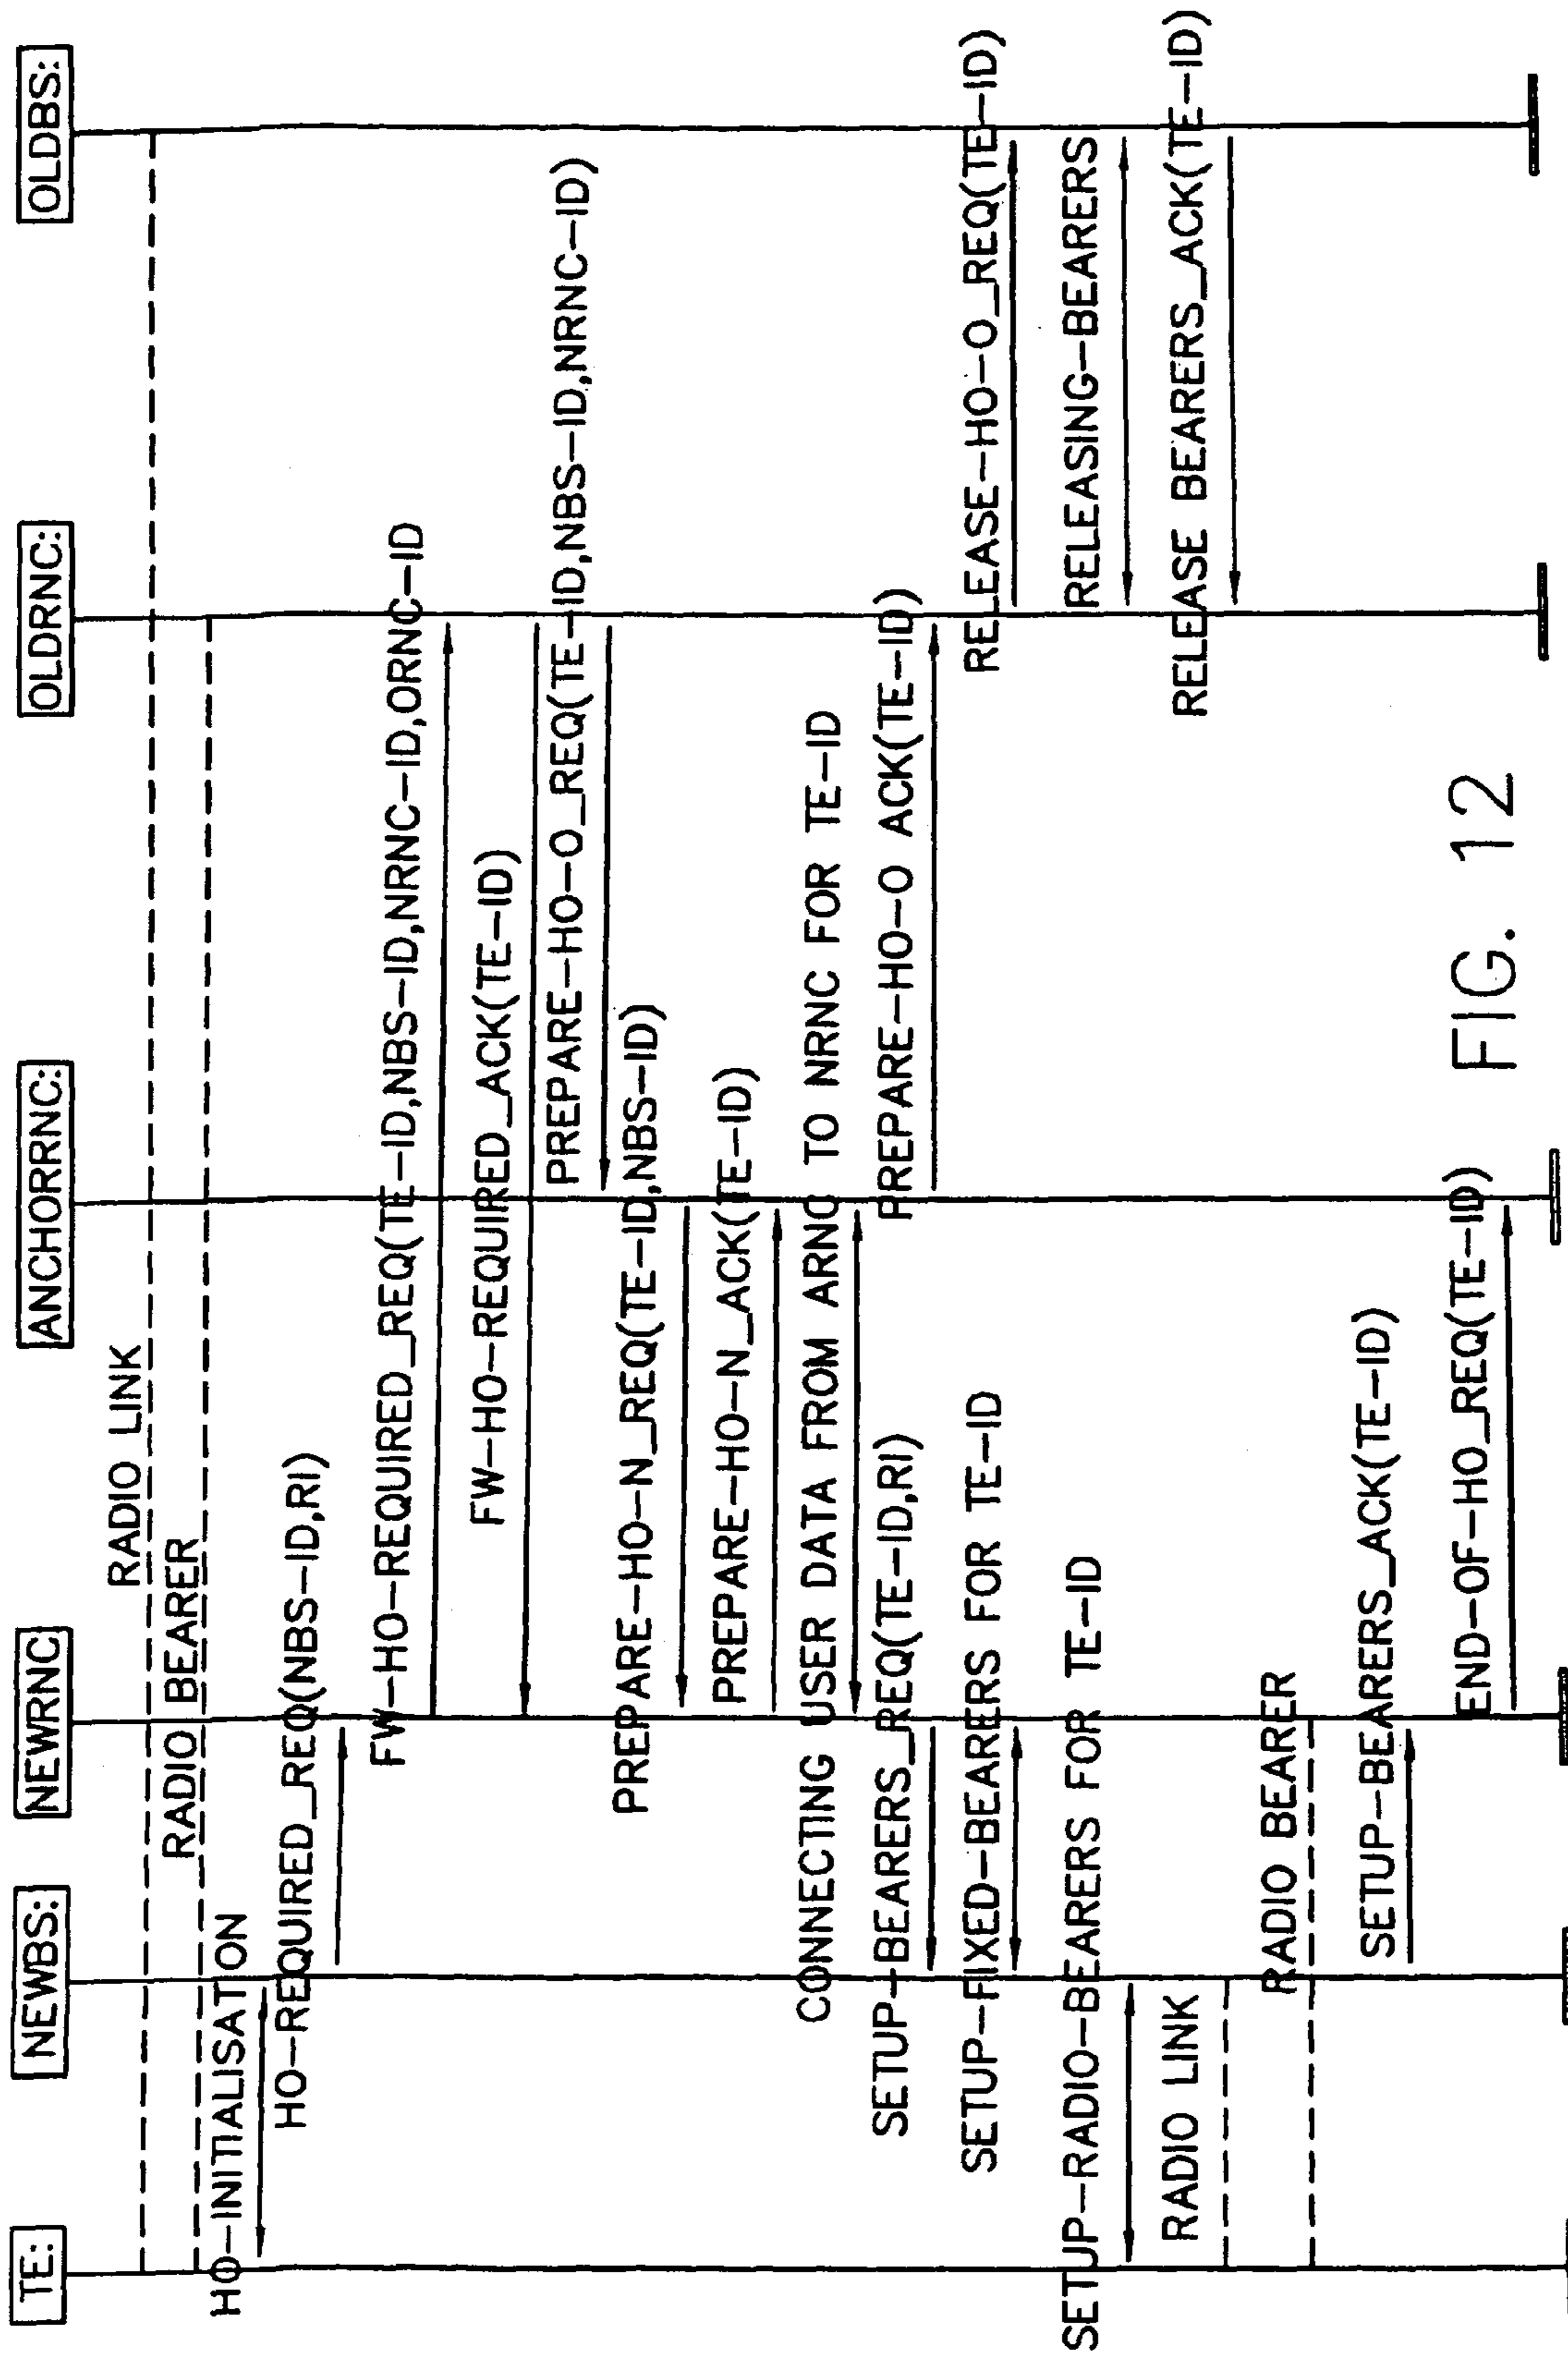 TE:
NEWBS:
NEWRNC
ANCHORRNC:
OLDRNC:
OLDBS:
RADIO LINK
RADIO BEARER
HO-INITIALISATION
HO-REQUIRED_REQ(NBS-ID,RI)
FW-HO-REQUIRED_REQ(TE-ID,NBS-ID,NRNC-ID,ORNC-ID
FW-HO-REQUIRED_ACK(TE-ID)
PREPARE-HO-O_REQ(TE-ID,NBS-ID,NRNC-ID)
PREPARE-HO-N_REQ(TE-ID,NBS-ID)
PREPARE-HO-N_ACK(TE-ID)
CONNECTING USER DATA FROM ARNC TO NRNC FOR TE-ID
SETUP-BEARERS_REQ(TE-ID,RI)
PREPARE-HO-O ACK(TE-ID)
SETUP-FIXED-BEARERS FOR TE-ID
RELEASE-HO-O_REQ(TE-ID)
SETUP-RADIO-BEARERS FOR TE-ID
RELEASING-BEARERS
RADIO LINK
RELEASE BEARERS_ACK(TE-ID)
RADIO BEARER
SETUP-BEARERS_ACK(TE-ID)
END-OF-HO_REQ(TE-ID)
FIG. 12